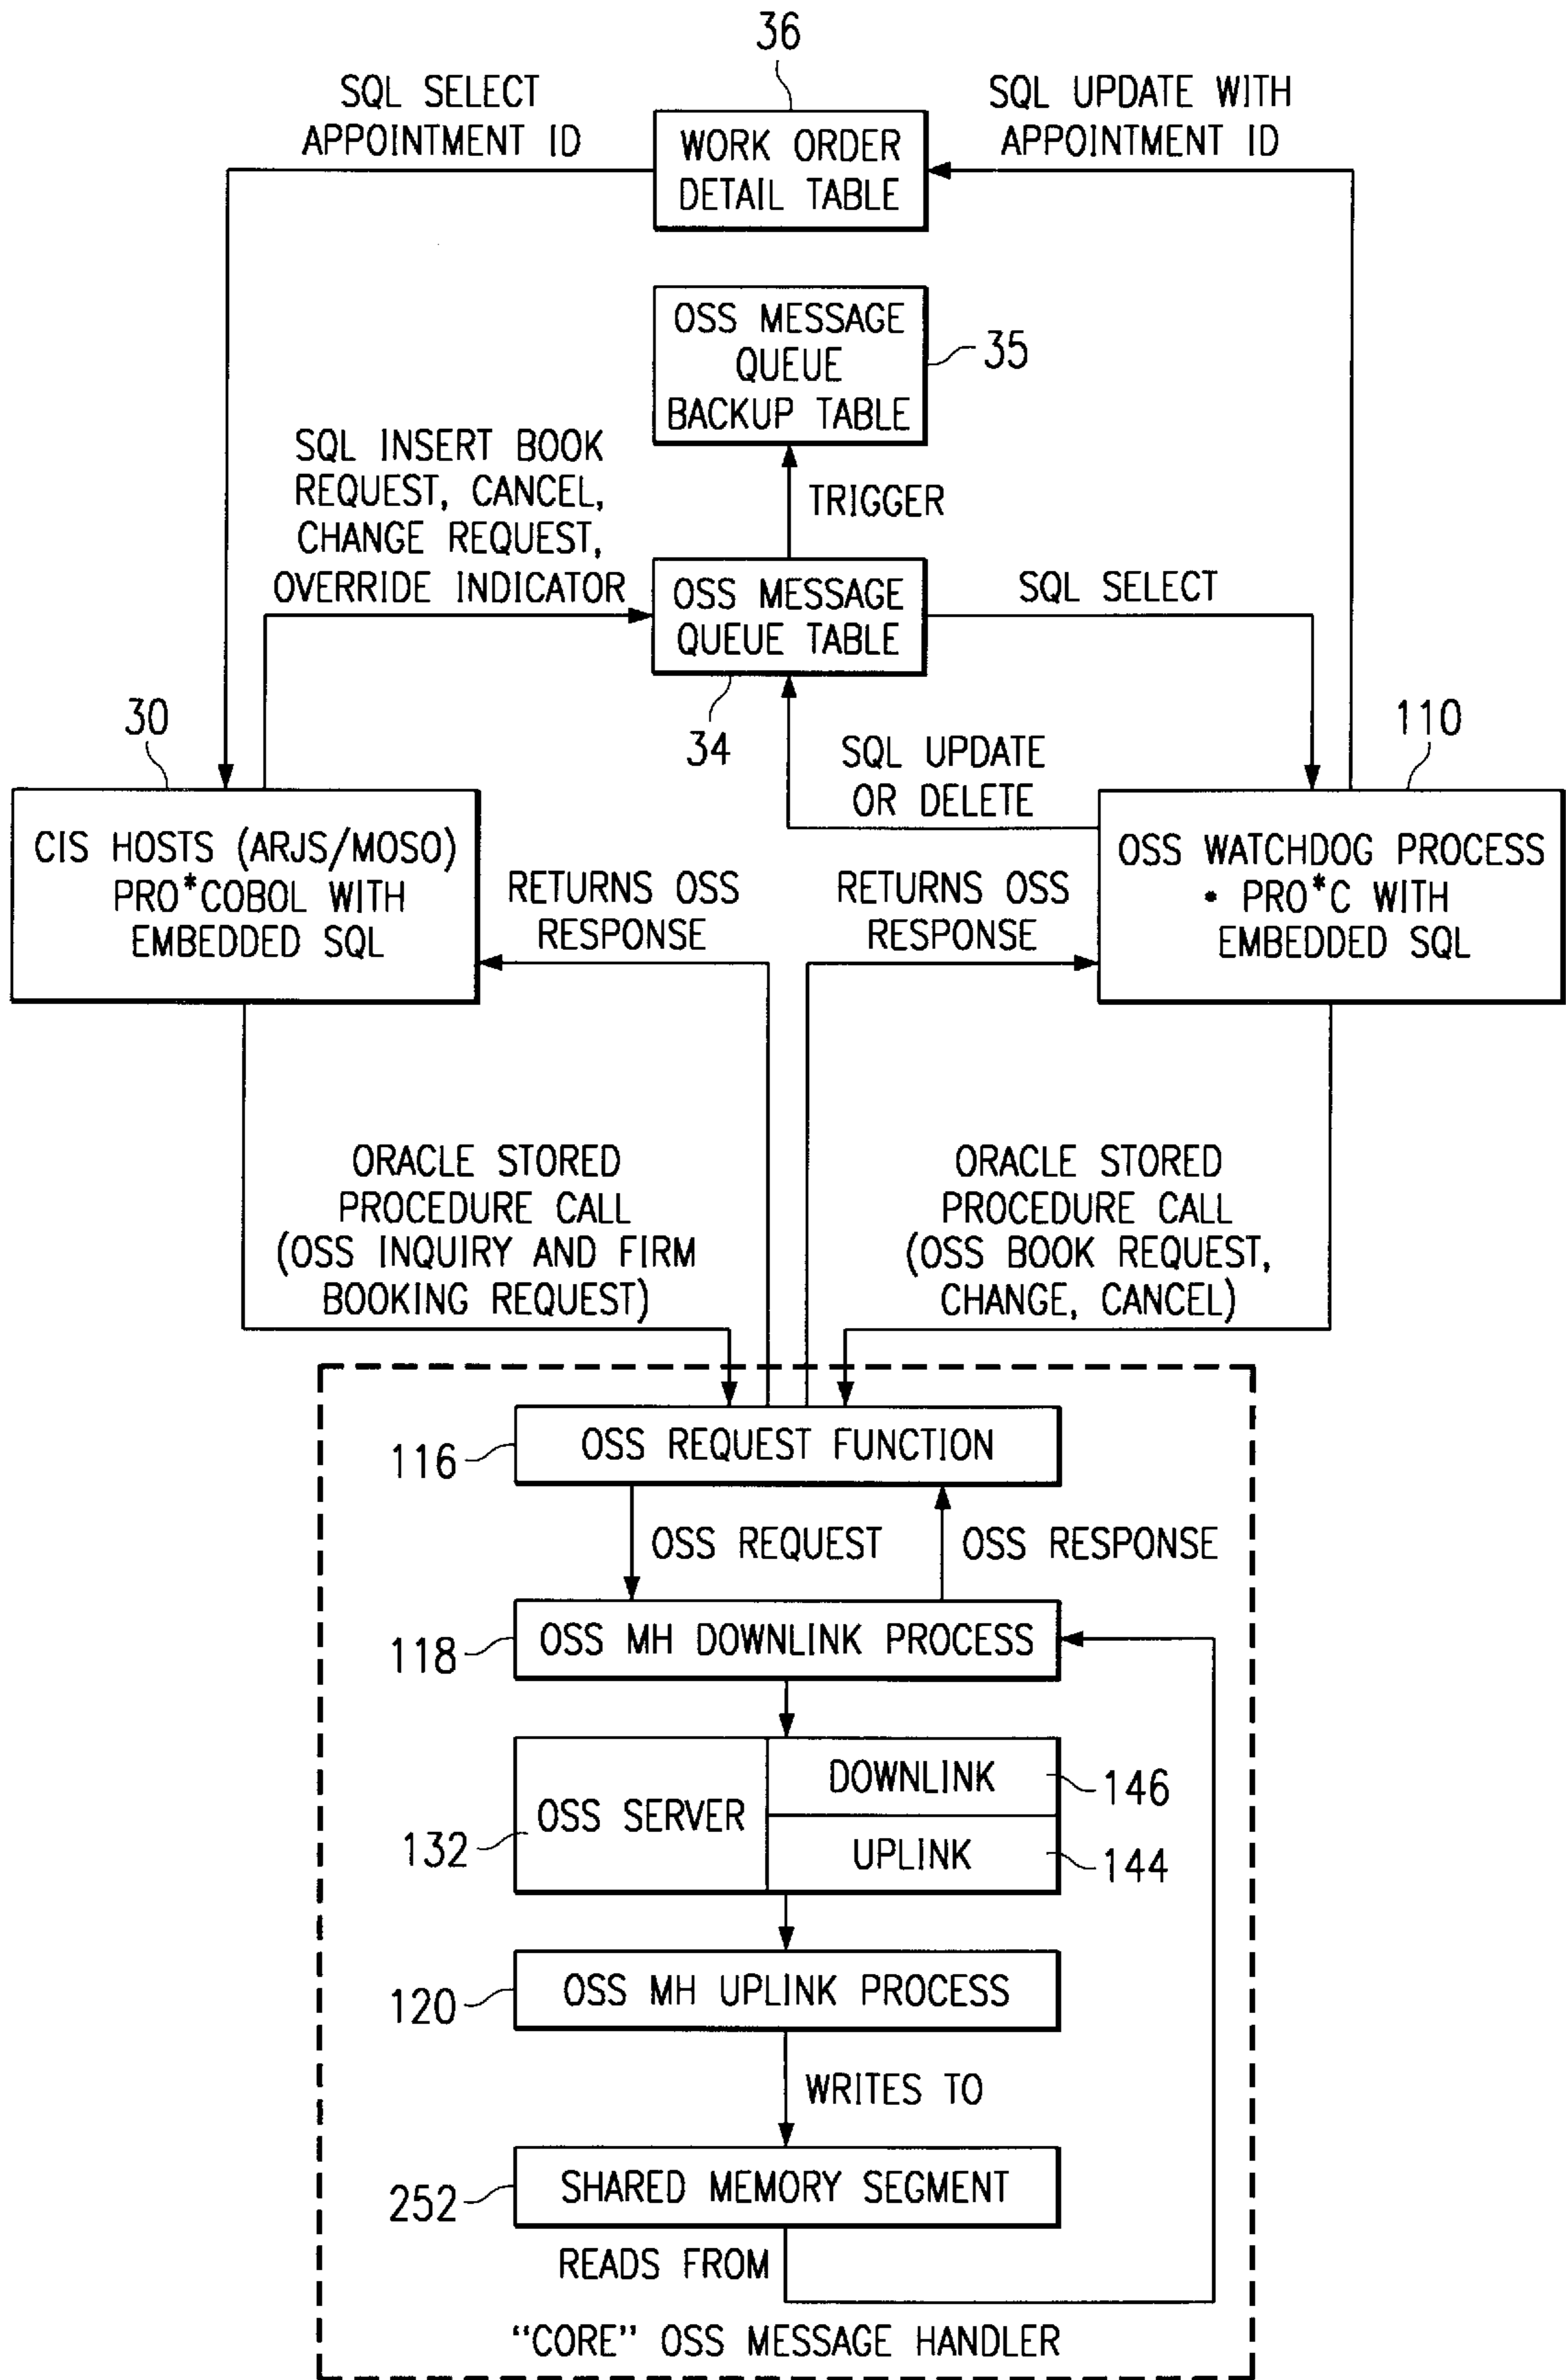 36
SQL SELECT
APPOINTMENT ID
SQL UPDATE WITH
APPOINTMENT ID
WORK ORDER
DETAIL TABLE
OSS MESSAGE
QUEUE
BACKUP TABLE
35
SQL INSERT BOOK
REQUEST, CANCEL,
CHANGE REQUEST,
OVERRIDE INDICATOR
TRIGGER
OSS MESSAGE
QUEUE TABLE
SQL SELECT
30
34
SQL UPDATE
OR DELETE
110
CIS HOSTS (ARJS/MOSO)
PRO*COBOL WITH
EMBEDDED SQL
RETURNS OSS
RESPONSE
RETURNS OSS
RESPONSE
OSS WATCHDOG PROCESS
• PRO*C WITH
EMBEDDED SQL
ORACLE STORED
PROCEDURE CALL
(OSS INQUIRY AND FIRM
BOOKING REQUEST)
ORACLE STORED
PROCEDURE CALL
(OSS BOOK REQUEST,
CHANGE, CANCEL)
116
OSS REQUEST FUNCTION
OSS REQUEST
OSS RESPONSE
118
OSS MH DOWNLINK PROCESS
OSS SERVER
132
DOWNLINK
146
UPLINK
144
120
OSS MH UPLINK PROCESS
WRITES TO
252
SHARED MEMORY SEGMENT
READS FROM
"CORE" OSS MESSAGE HANDLER